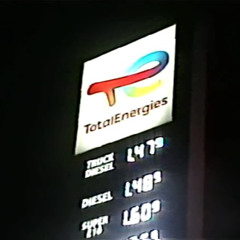 TotalEnergies
TRUCK DIESEL 1.479
DIESEL 1.489
SUPER E10 1.609